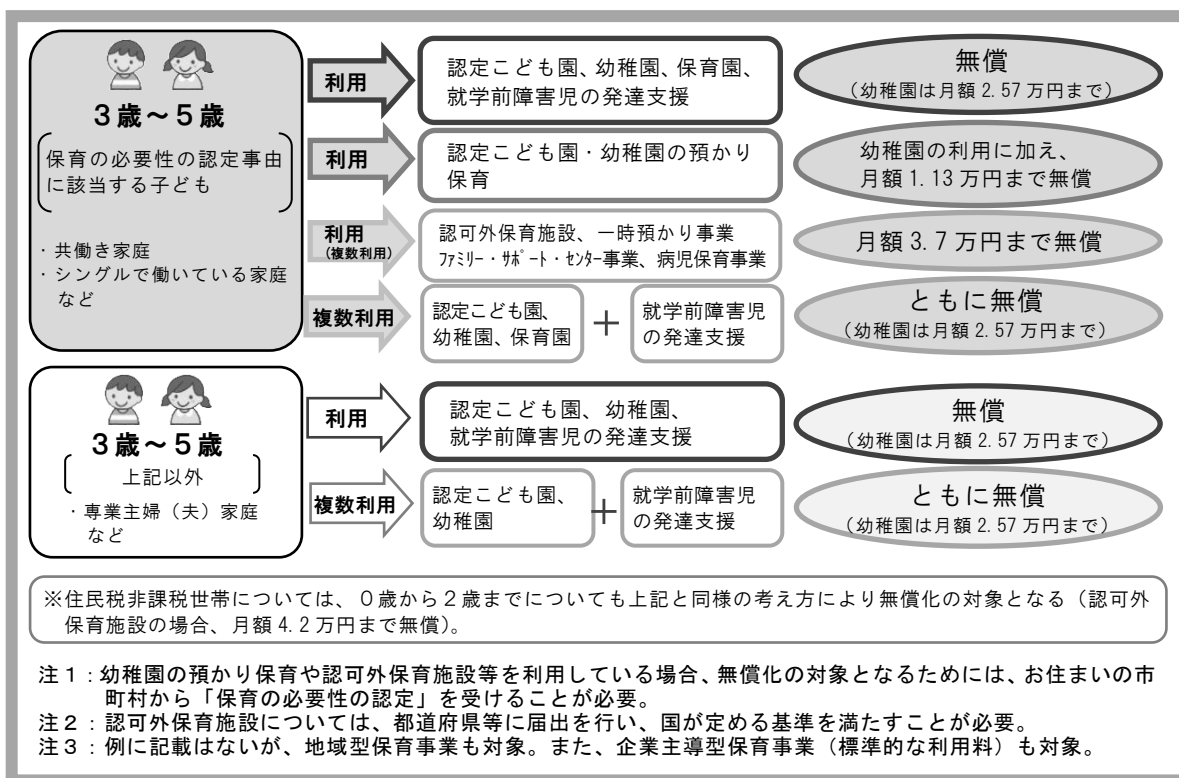 3歳～5歳
保育の必要性の認定事由
に該当する子ども
・共働き家庭
・シングルで働いている家庭
など
利用
認定こども園、幼稚園、保育園、
就学前障害児の発達支援
無償
(幼稚園は月額2.57万円まで)
利用
認定こども園・幼稚園の預かり
保育
幼稚園の利用に加え、
月額1.13万円まで無償
利用
(複数利用)
認可外保育施設、一時預かり事業
ファミリー・サポート・センター事業、病児保育事業
月額3.7万円まで無償
複数利用
認定こども園、
幼稚園、保育園
＋
就学前障害児
の発達支援
ともに無償
(幼稚園は月額2.57万円まで)
3歳～5歳
上記以外
・専業主婦（夫）家庭
など
利用
認定こども園、幼稚園、
就学前障害児の発達支援
無償
(幼稚園は月額2.57万円まで)
複数利用
認定こども園、
幼稚園
＋
就学前障害児
の発達支援
ともに無償
(幼稚園は月額2.57万円まで)
※住民税非課税世帯については、０歳から２歳までについても上記と同様の考え方により無償化の対象となる（認可外
保育施設の場合、月額4.2万円まで無償）。
注１：幼稚園の預かり保育や認可外保育施設等を利用している場合、無償化の対象となるためには、お住まいの市
町村から「保育の必要性の認定」を受けることが必要。
注２：認可外保育施設については、都道府県等に届出を行い、国が定める基準を満たすことが必要。
注３：例に記載はないが、地域型保育事業も対象。また、企業主導型保育事業（標準的な利用料）も対象。